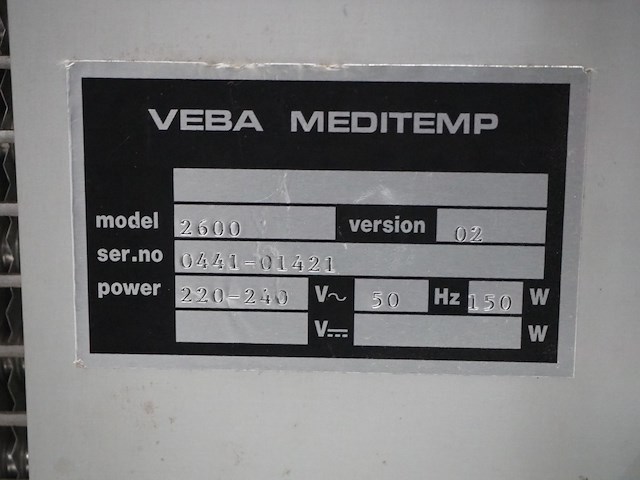 VEBA MEDITEMP
model 2600 version 02
ser.no 0441-01421
power 220-240 V~ 50 Hz 150 W
V⎓ W